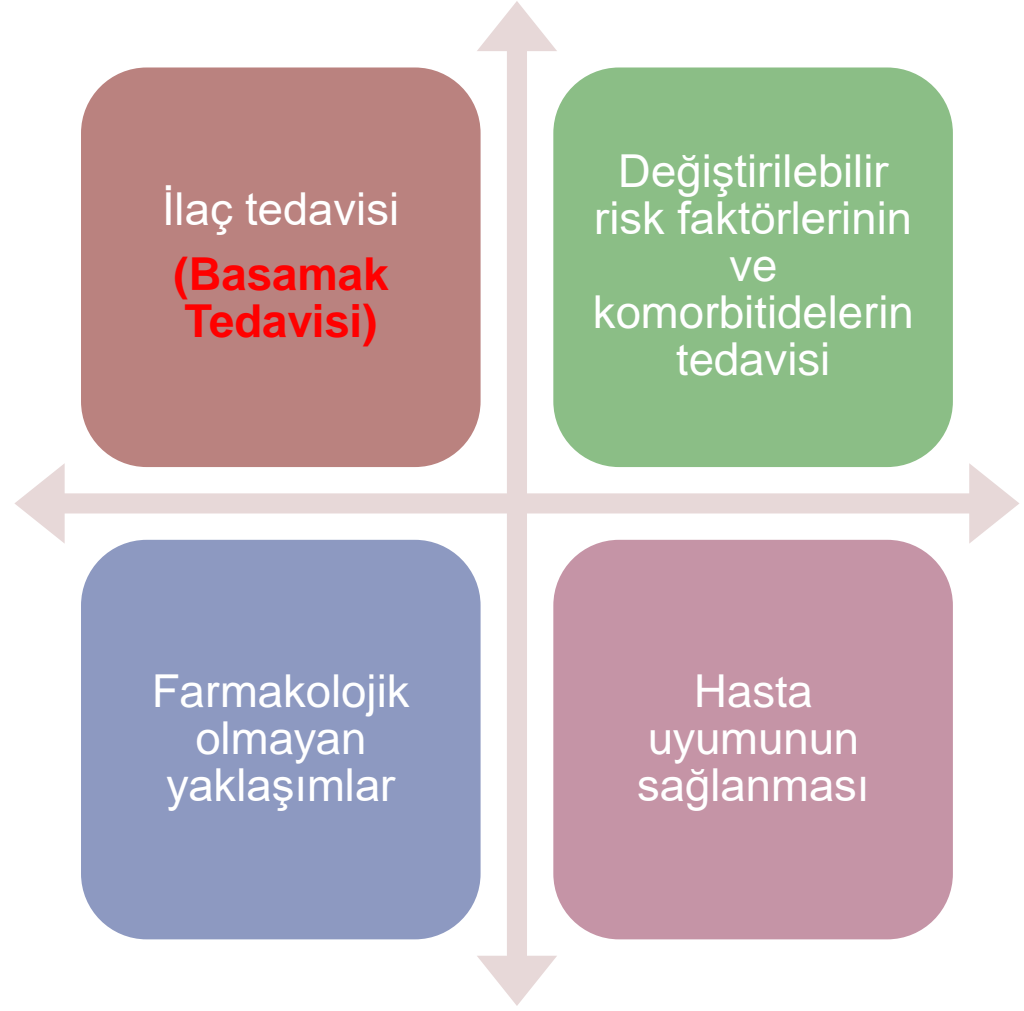 İlaç tedavisi
(Basamak
Tedavisi)
Değiştirilebilir
risk faktörlerinin
ve
komorbitidelerin
tedavisi
Farmakolojik
olmayan
yaklaşımlar
Hasta
uyumunun
sağlanması